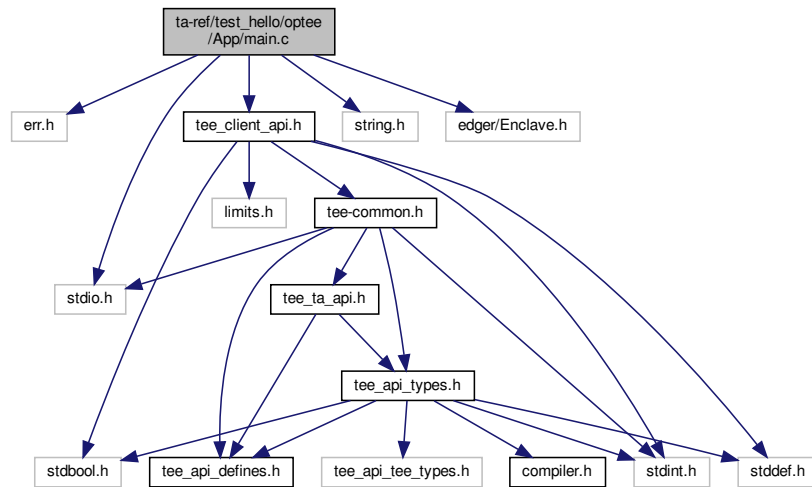 ta-ref/test_hello/optee
/App/main.c
err.h
tee_client_api.h
string.h
edger/Enclave.h
limits.h
tee-common.h
stdio.h
tee_ta_api.h
tee_api_types.h
stdbool.h
tee_api_defines.h
tee_api_tee_types.h
compiler.h
stdint.h
stddef.h